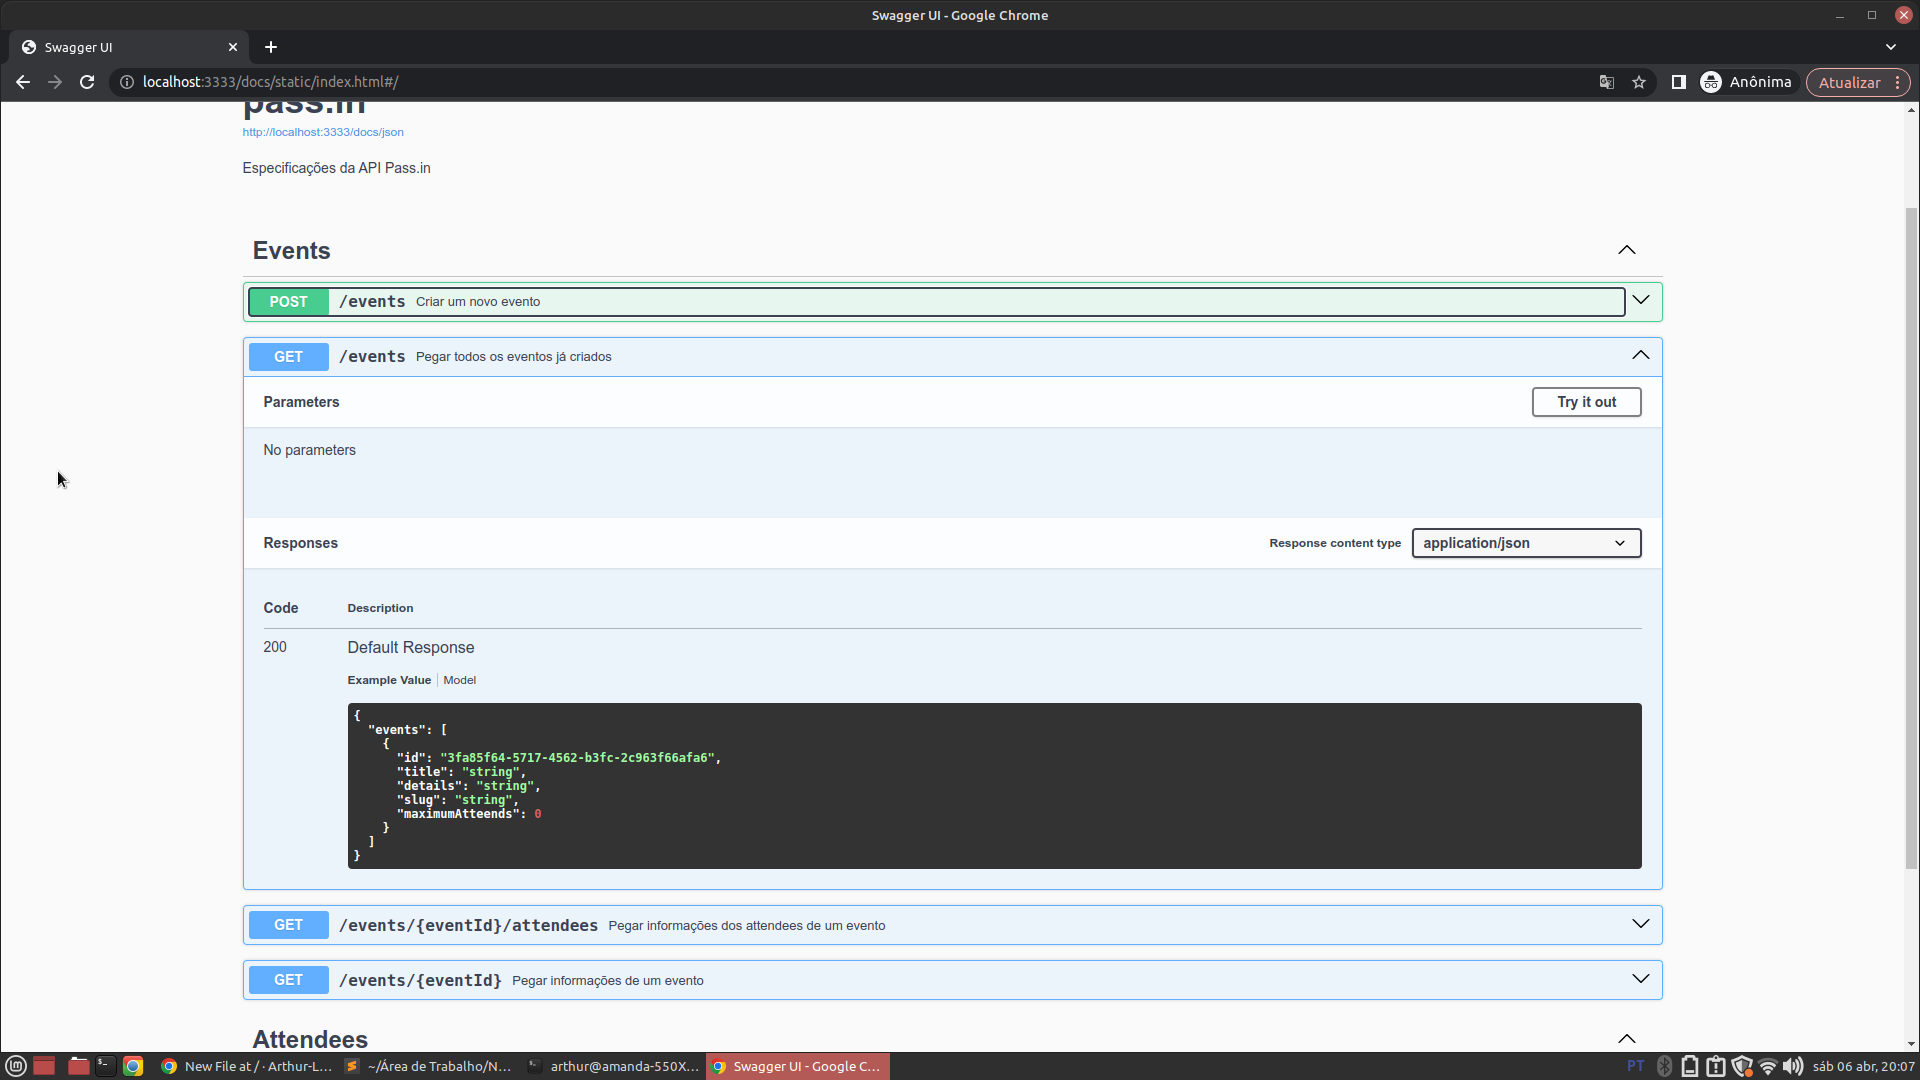 Swagger UI - Google Chrome
Swagger UI
localhost:3333/docs/static/index.html#/
Anônima
Atualizar
pass.in
http://localhost:3333/docs/json
Especificações da API Pass.in
Events
POST /events Criar um novo evento
GET /events Pegar todos os eventos já criados
Parameters
Try it out
No parameters
Responses
Response content type
application/json
Code Description
200 Default Response
Example Value Model
{
"events": [
{
"id": "3fa85f64-5717-4562-b3fc-2c963f66afa6",
"title": "string",
"details": "string",
"slug": "string",
"maximumAtteends": 0
}
]
}
GET /events/{eventId}/attendees Pegar informações dos attendees de um evento
GET /events/{eventId} Pegar informações de um evento
Attendees
New File at / · Arthur-L...
~/Área de Trabalho/N...
arthur@amanda-550X...
Swagger UI - Google C...
PT
sáb 06 abr, 20:07